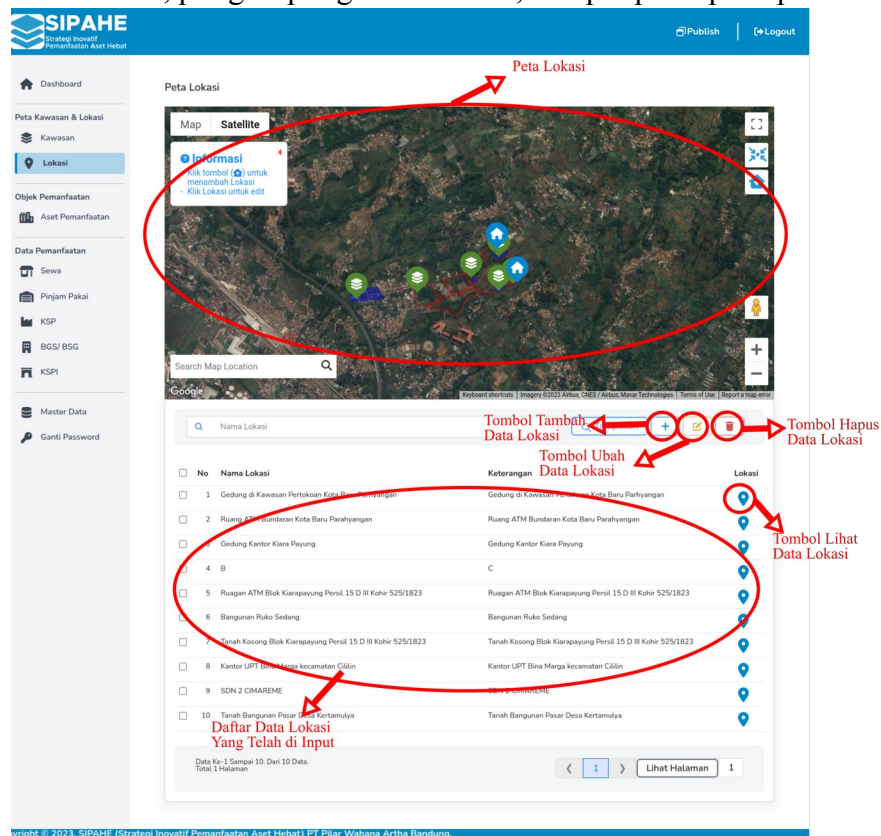 SIPAHE
Strategi Inovatif
Pemanfaatan Aset Hebat
Publish
Logout
Dashboard
Peta Kawasan & Lokasi
Kawasan
Lokasi
Objek Pemanfaatan
Aset Pemanfaatan
Data Pemanfaatan
Sewa
Pinjam Pakai
KSP
BGS/ BSG
KSPI
Master Data
Ganti Password
Peta Lokasi
Peta Lokasi
Map Satellite
Informasi
Klik tombol ( ) untuk
menambah Lokasi
- Klik Lokasi untuk edit
Search Map Location
Google
Keyboard shortcuts Imagery ©2023 Airbus, CNES / Airbus, Maxar Technologies Terms of Use Report a map error
Nama Lokasi
Tombol Tambah
Data Lokasi
Tombol Ubah
Data Lokasi
Tombol Hapus
Data Lokasi
No Nama Lokasi Keterangan Lokasi
1 Gedung di Kawasan Pertokoan Kota Baru Parhyangan Gedung di Kawasan Pertokoan Kota Baru Parhyangan
2 Ruang ATM Bundaran Kota Baru Parahyangan Ruang ATM Bundaran Kota Baru Parahyangan
Tombol Lihat
Data Lokasi
3 Gedung Kantor Kiara Payung Gedung Kantor Kiara Payung
4 B C
5 Ruagan ATM Blok Kiarapayung Persil 15 D III Kohir 525/1823 Ruagan ATM Blok Kiarapayung Persil 15 D III Kohir 525/1823
6 Bangunan Ruko Sedang Bangunan Ruko Sedang
7 Tanah Kosong Blok Kiarapayung Persil 15 D III Kohir 525/1823 Tanah Kosong Blok Kiarapayung Persil 15 D III Kohir 525/1823
8 Kantor UPT Bina Marga kecamatan Cililin Kantor UPT Bina Marga kecamatan Cililin
9 SDN 2 CIMAREME SDN 2 CIMAREME
10 Tanah Bangunan Pasar Desa Kertamulya Tanah Bangunan Pasar Desa Kertamulya
Daftar Data Lokasi
Yang Telah di Input
Data Ke-1 Sampai 10. Dari 10 Data.
Total 1 Halaman
1 Lihat Halaman 1
© 2023. SIPAHE (Strategi Inovatif Pemanfaatan Aset Hebat) PT Pilar Wahana Artha Bandung.